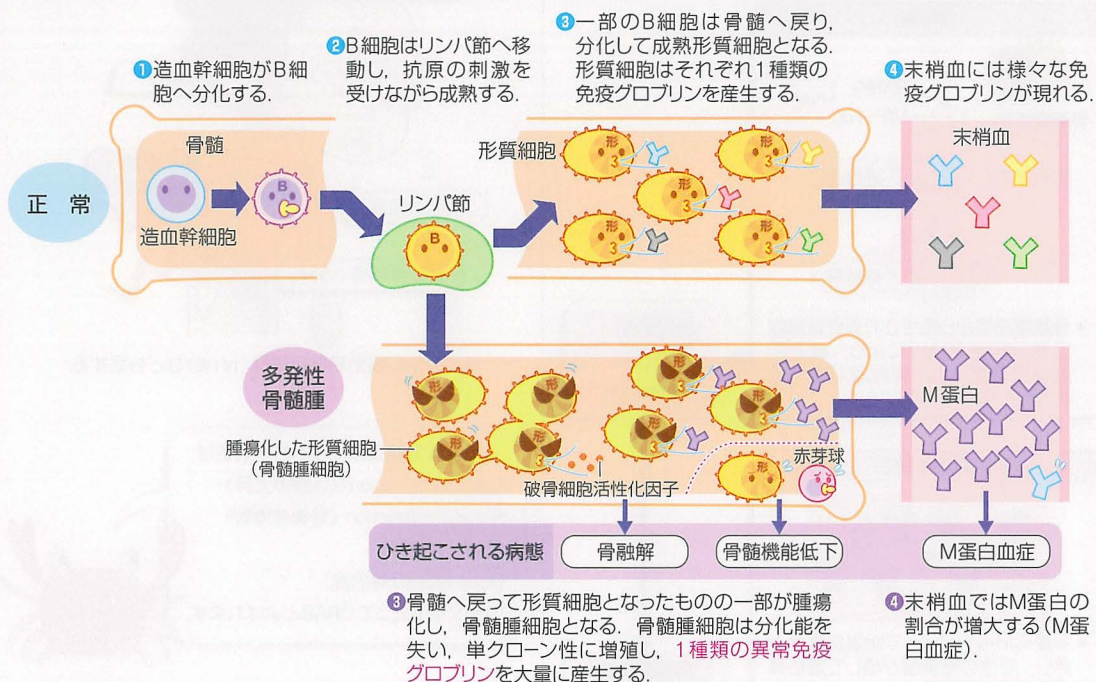 ❶造血幹細胞がB細
胞へ分化する.
❷B細胞はリンパ節へ移
動し, 抗原の刺激を
受けながら成熟する.
❸一部のB細胞は骨髄へ戻り,
分化して成熟形質細胞となる.
形質細胞はそれぞれ1種類の
免疫グロブリンを産生する.
❹末梢血には様々な免
疫グロブリンが現れる.
正 常
骨髄
造血幹細胞
B
リンパ節
B
形質細胞
形
形
形
形
形
末梢血
多発性
骨髄腫
腫瘍化した形質細胞
(骨髄腫細胞)
形
形
形
形
形
形
形
破骨細胞活性化因子
形
赤芽球
M蛋白
ひき起こされる病態
骨融解
骨髄機能低下
M蛋白血症
❸骨髄へ戻って形質細胞となったものの一部が腫瘍
化し, 骨髄腫細胞となる. 骨髄腫細胞は分化能を
失い, 単クローン性に増殖し, 1種類の異常免疫
グロブリンを大量に産生する.
❹末梢血ではM蛋白の
割合が増大する(M蛋
白血症).